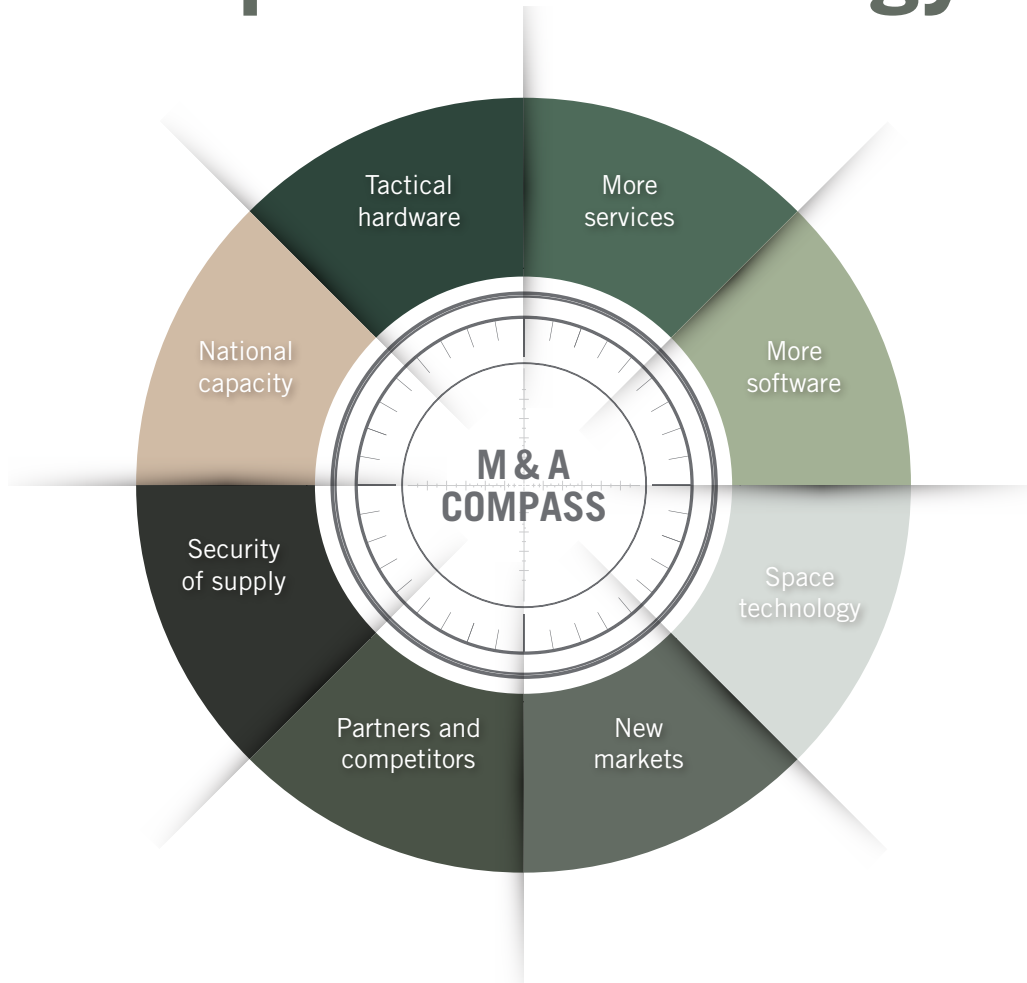 Tactical
hardware
More
services
More
software
Space
technology
New
markets
Partners and
competitors
Security
of supply
National
capacity
M & A
COMPASS